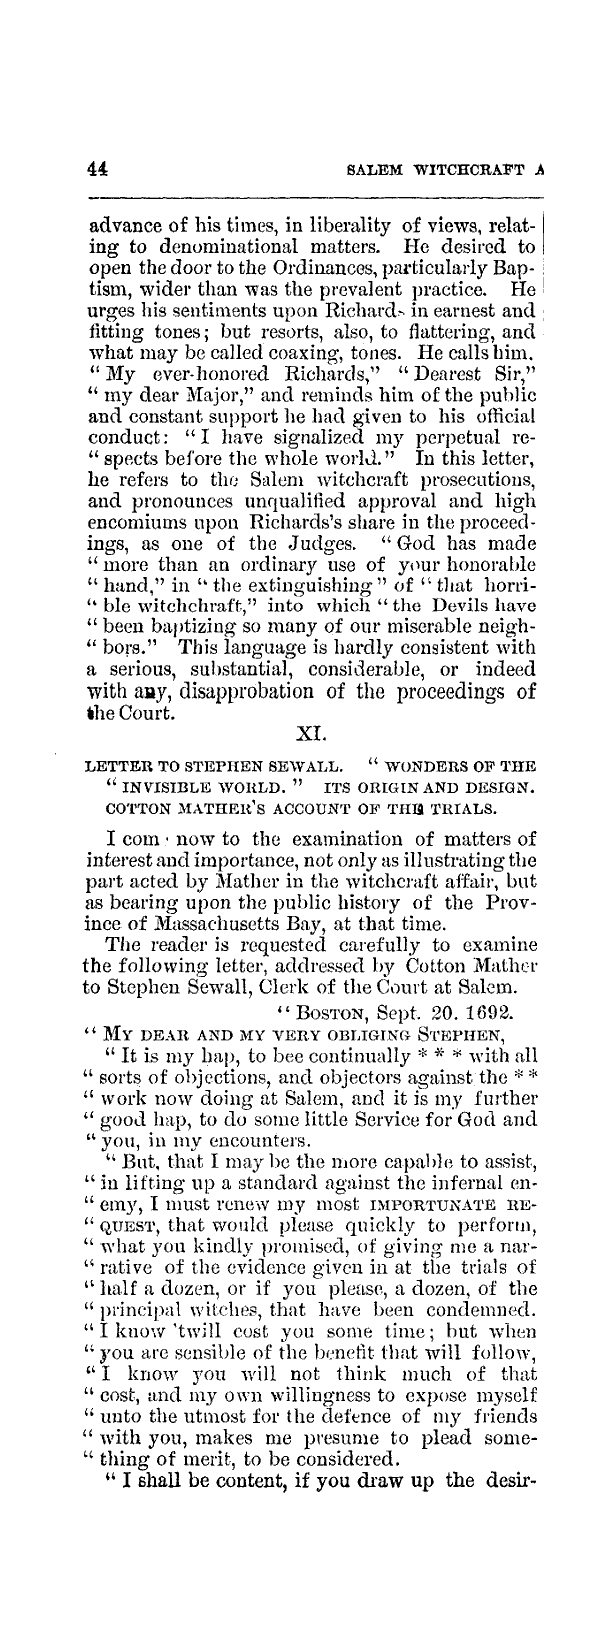 44 SALEM WITCHCRAFT A
advance of his times, in liberality of views, relat-
ing to denominational matters. He desired to
open the door to the Ordinances, particularly Bap-
tism, wider than was the prevalent practice. He
urges his sentiments upon Richards in earnest and
fitting tones; but resorts, also, to flattering, and
what may be called coaxing, tones. He calls him.
"My ever-honored Richards," "Dearest Sir,"
"my dear Major," and reminds him of the public
and constant support he had given to his official
conduct: "I have signalized my perpetual re-
"spects before the whole world." In this letter,
he refers to the Salem witchcraft prosecutions,
and pronounces unqualified approval and high
encomiums upon Richards's share in the proceed-
ings, as one of the Judges. "God has made
"more than an ordinary use of your honorable
"hand," in "the extinguishing" of "that horri-
"ble witchchraft," into which "the Devils have
"been baptizing so many of our miserable neigh-
"bors." This language is hardly consistent with
a serious, substantial, considerable, or indeed
with any, disapprobation of the proceedings of
the Court.
XI.
LETTER TO STEPHEN SEWALL. "WONDERS OF THE
"INVISIBLE WORLD." ITS ORIGIN AND DESIGN.
COTTON MATHER'S ACCOUNT OF THE TRIALS.
I com now to the examination of matters of
interest and importance, not only as illustrating the
part acted by Mather in the witchcraft affair, but
as bearing upon the public history of the Prov-
ince of Massachusetts Bay, at that time.
The reader is requested carefully to examine
the following letter, addressed by Cotton Mather
to Stephen Sewall, Clerk of the Court at Salem.
"BOSTON, Sept. 20. 1692.
"MY DEAR AND MY VERY OBLIGING STEPHEN,
"It is my hap, to bee continually * * * with all
"sorts of objections, and objectors against the * *
"work now doing at Salem, and it is my further
"good hap, to do some little Service for God and
"you, in my encounters.
"But, that I may be the more capable to assist,
"in lifting up a standard against the infernal en-
"emy, I must renew my most IMPORTUNATE RE-
"QUEST, that would please quickly to perform,
"what you kindly promised, of giving me a nar-
"rative of the evidence given in at the trials of
"half a dozen, or if you please, a dozen, of the
"principal witches, that have been condemned.
"I know 'twill cost you some time; but when
"you are sensible of the benefit that will follow,
"I know you will not think much of that
"cost, and my own willingness to expose myself
"unto the utmost for the defence of my friends
"with you, makes me presume to plead some-
"thing of merit, to be considered.
"I shall be content, if you draw up the desir-